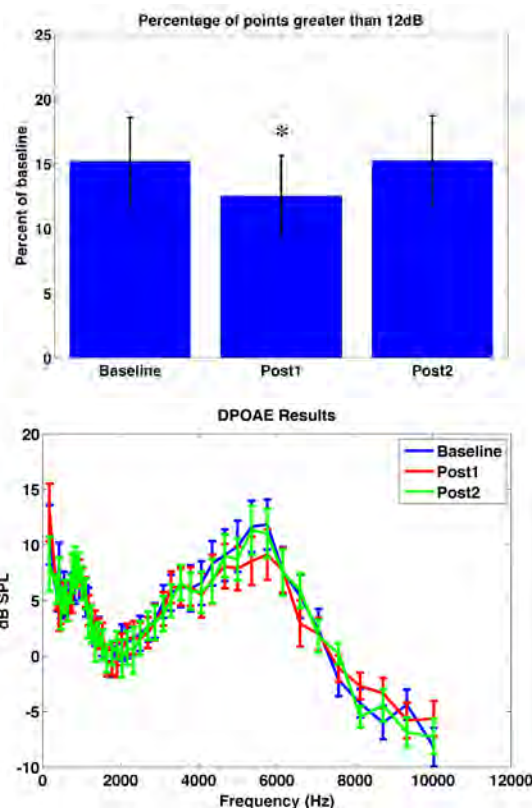 Percentage of points greater than 12dB
25
20
15
10
5
0
Percent of baseline
*
Baseline Post1 Post2
DPOAE Results
20
15
10
5
0
-5
-10
dB SPL
Baseline
Post1
Post2
0 2000 4000 6000 8000 10000 12000
Frequency (Hz)